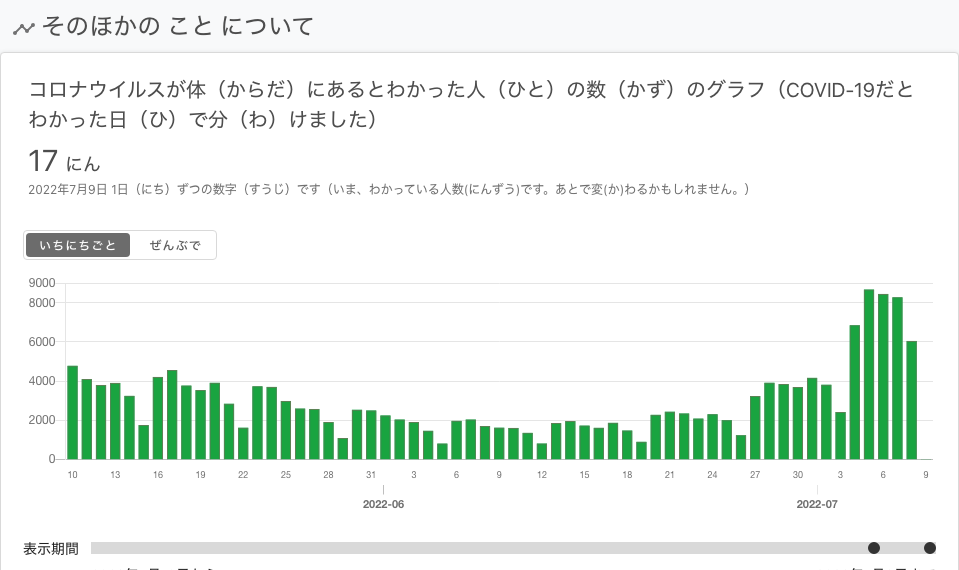 そのほかの こと について
コロナウイルスが体（からだ）にあるとわかった人（ひと）の数（かず）のグラフ（COVID-19だと
わかった日（ひ）で分（わ）けました）
17 にん
2022年7月9日 1日（にち）ずつの数字（すうじ）です（いま、わかっている人数(にんずう)です。あとで変(か)わるかもしれません。）
いちにちごと ぜんぶで
9000
8000
6000
4000
2000
0
10 13 16 19 22 25 28 31 3 6 9 12 15 18 21 24 27 30 3 6 9
2022-06 2022-07
表示期間